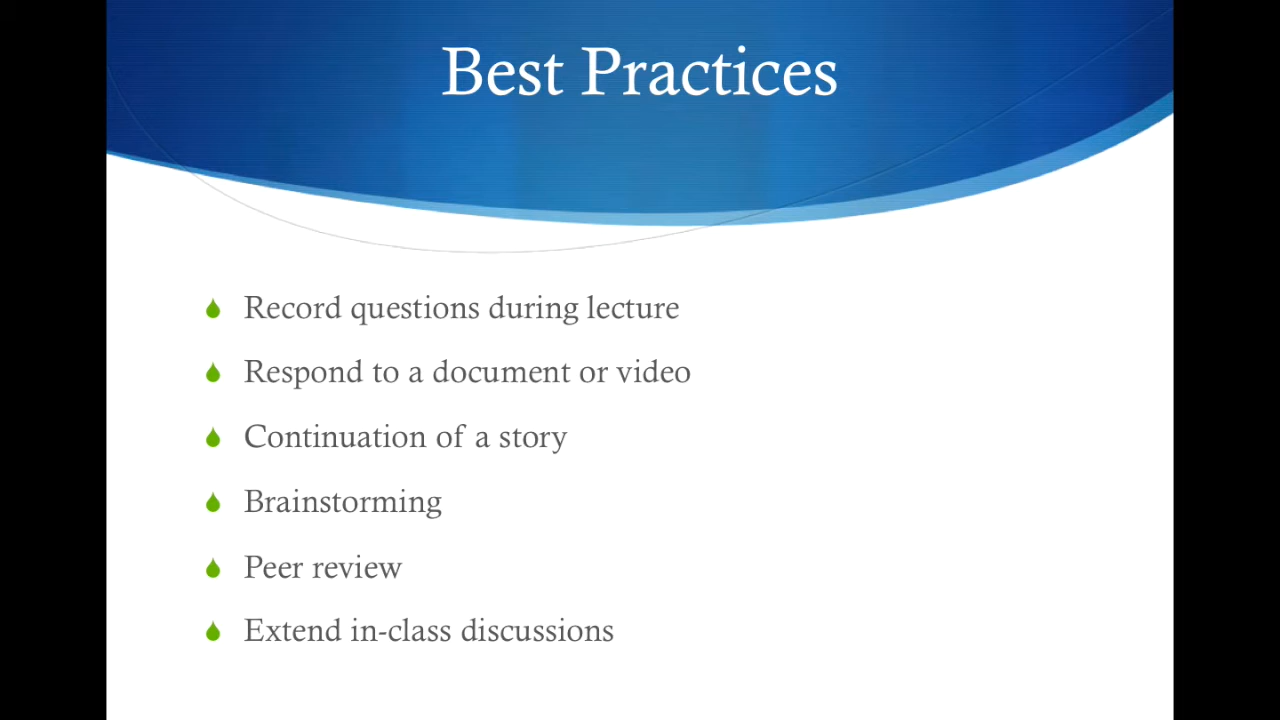 Best Practices
Record questions during lecture
Respond to a document or video
Continuation of a story
Brainstorming
Peer review
Extend in-class discussions